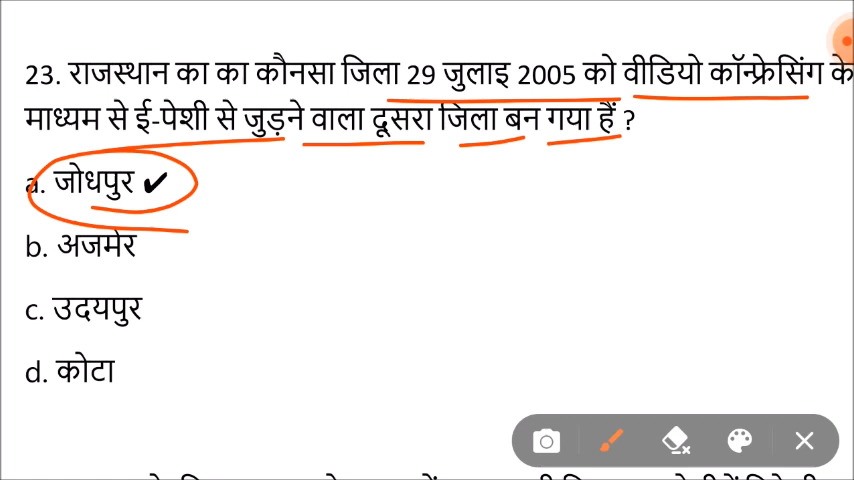 23. राजस्थान का का कौनसा जिला 29 जुलाइ 2005 को वीडियो कॉन्फ्रेसिंग के
माध्यम से ई-पेशी से जुड़ने वाला दूसरा जिला बन गया हैं ?
a. जोधपुर ✔
b. अजमेर
c. उदयपुर
d. कोटा